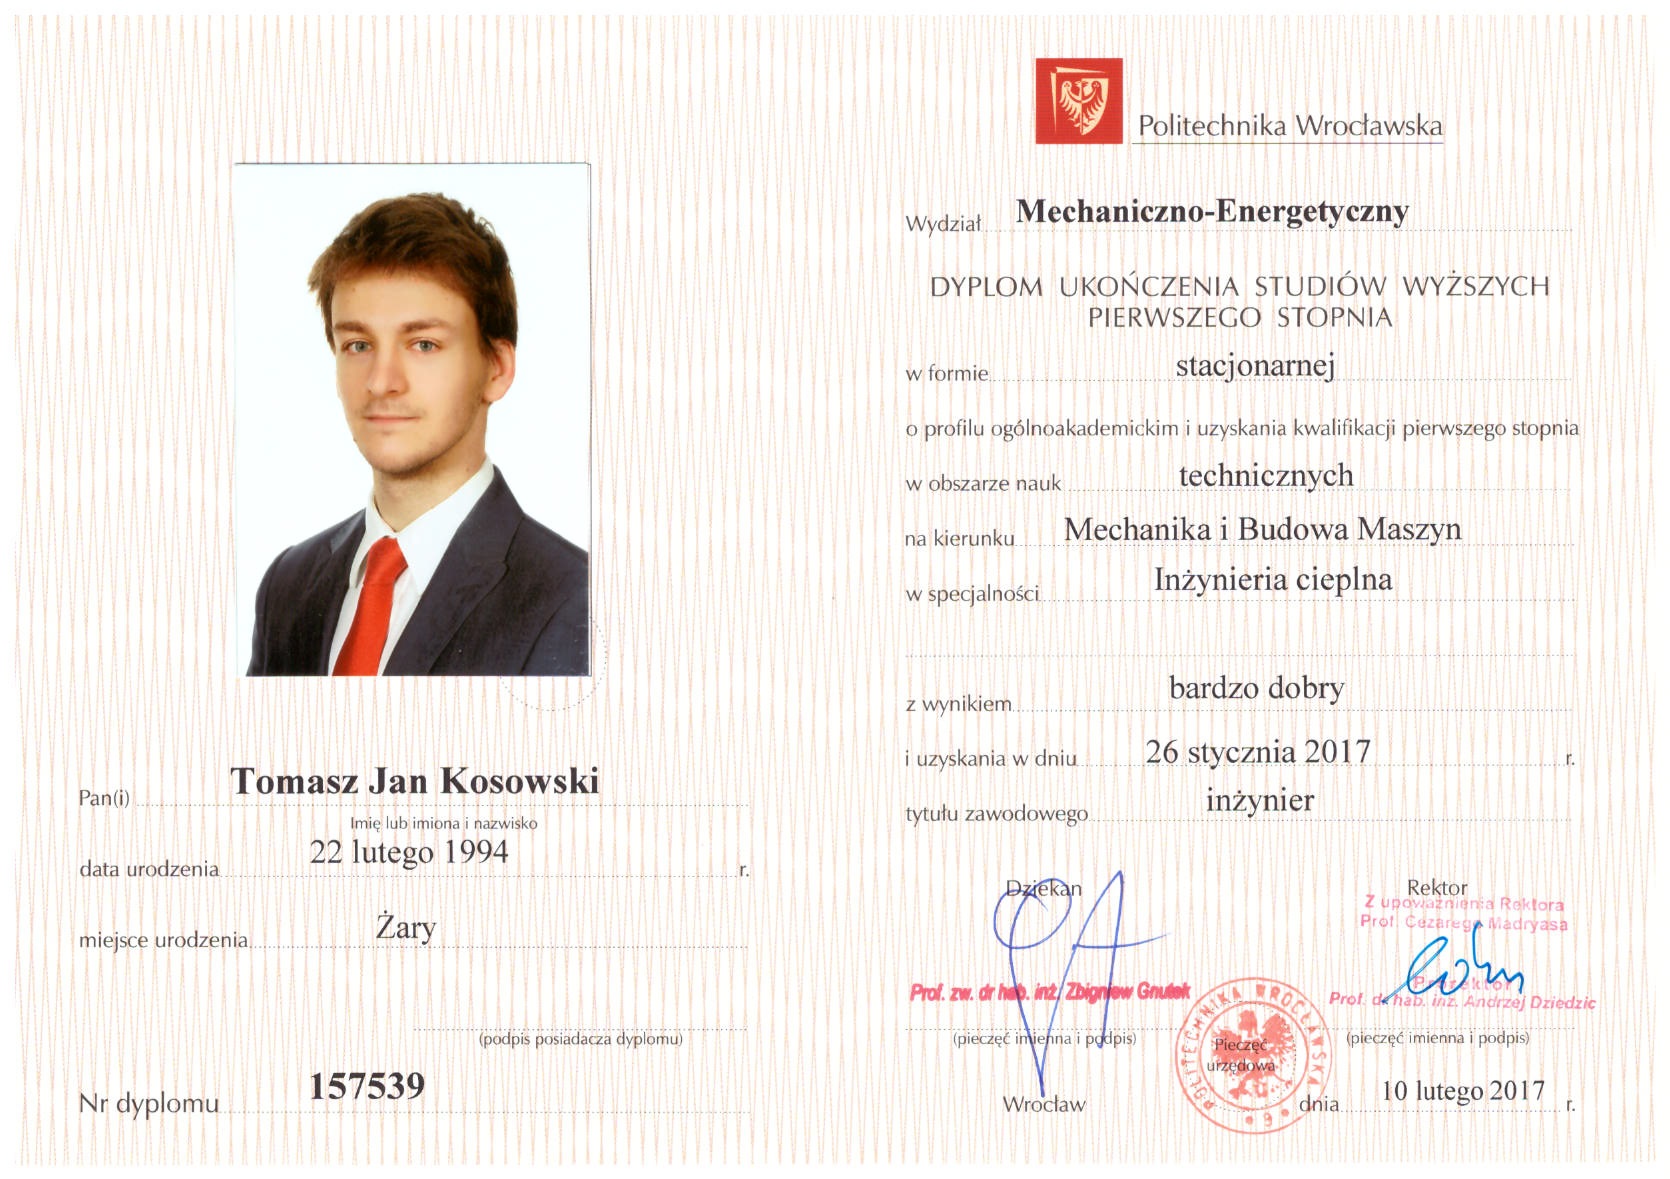 Pan(i) Tomasz Jan Kosowski
Imię lub imiona i nazwisko
data urodzenia 22 lutego 1994 r.
miejsce urodzenia Żary
(podpis posiadacza dyplomu)
Nr dyplomu 157539
Politechnika Wrocławska
Wydział Mechaniczno-Energetyczny
DYPLOM UKOŃCZENIA STUDIÓW WYŻSZYCH
PIERWSZEGO STOPNIA
w formie stacjonarnej
o profilu ogólnoakademickim i uzyskania kwalifikacji pierwszego stopnia
w obszarze nauk technicznych
na kierunku Mechanika i Budowa Maszyn
w specjalności Inżynieria cieplna
z wynikiem bardzo dobry
i uzyskania w dniu 26 stycznia 2017 r.
tytułu zawodowego inżynier
Dziekan
Rektor
Z upoważnienia Rektora
Prof. Cezarego Madryasa
Prof. zw. dr hab. inż. Zbigniew Gnutek
Prorektor
Prof. dr hab. inż. Andrzej Dziedzic
(pieczęć imienna i podpis)
(pieczęć imienna i podpis)
POLITECHNIKA WROCŁAWSKA
6
Pieczęć
urzędowa
Wrocław
dnia 10 lutego 2017 r.